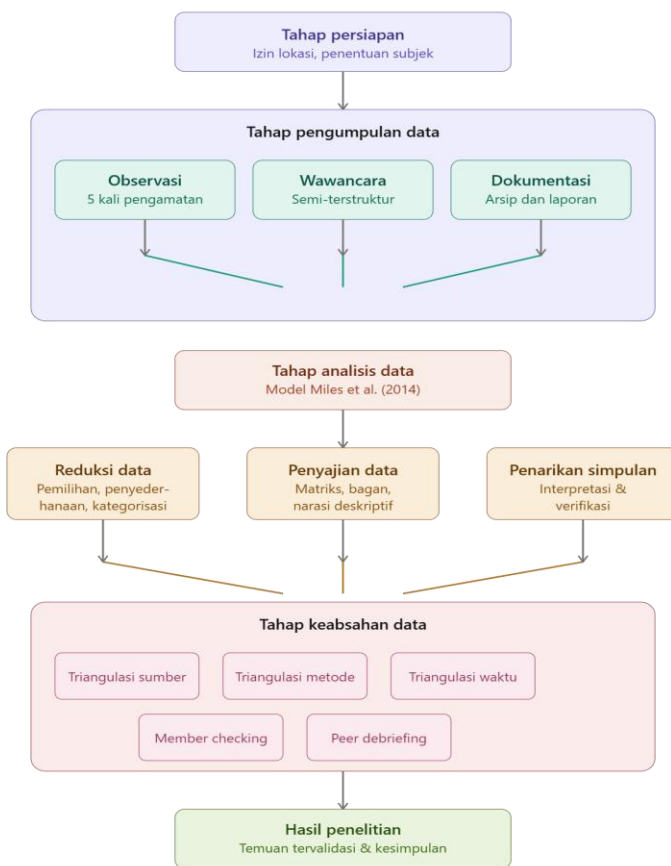 Tahap persiapan
Izin lokasi, penentuan subjek
Tahap pengumpulan data
Observasi
5 kali pengamatan
Wawancara
Semi-terstruktur
Dokumentasi
Arsip dan laporan
Tahap analisis data
Model Miles et al. (2014)
Reduksi data
Pemilihan, penyeder-
hanaan, kategorisasi
Penyajian data
Matriks, bagan,
narasi deskriptif
Penarikan simpulan
Interpretasi &
verifikasi
Tahap keabsahan data
Triangulasi sumber
Triangulasi metode
Triangulasi waktu
Member checking
Peer debriefing
Hasil penelitian
Temuan tervalidasi & kesimpulan